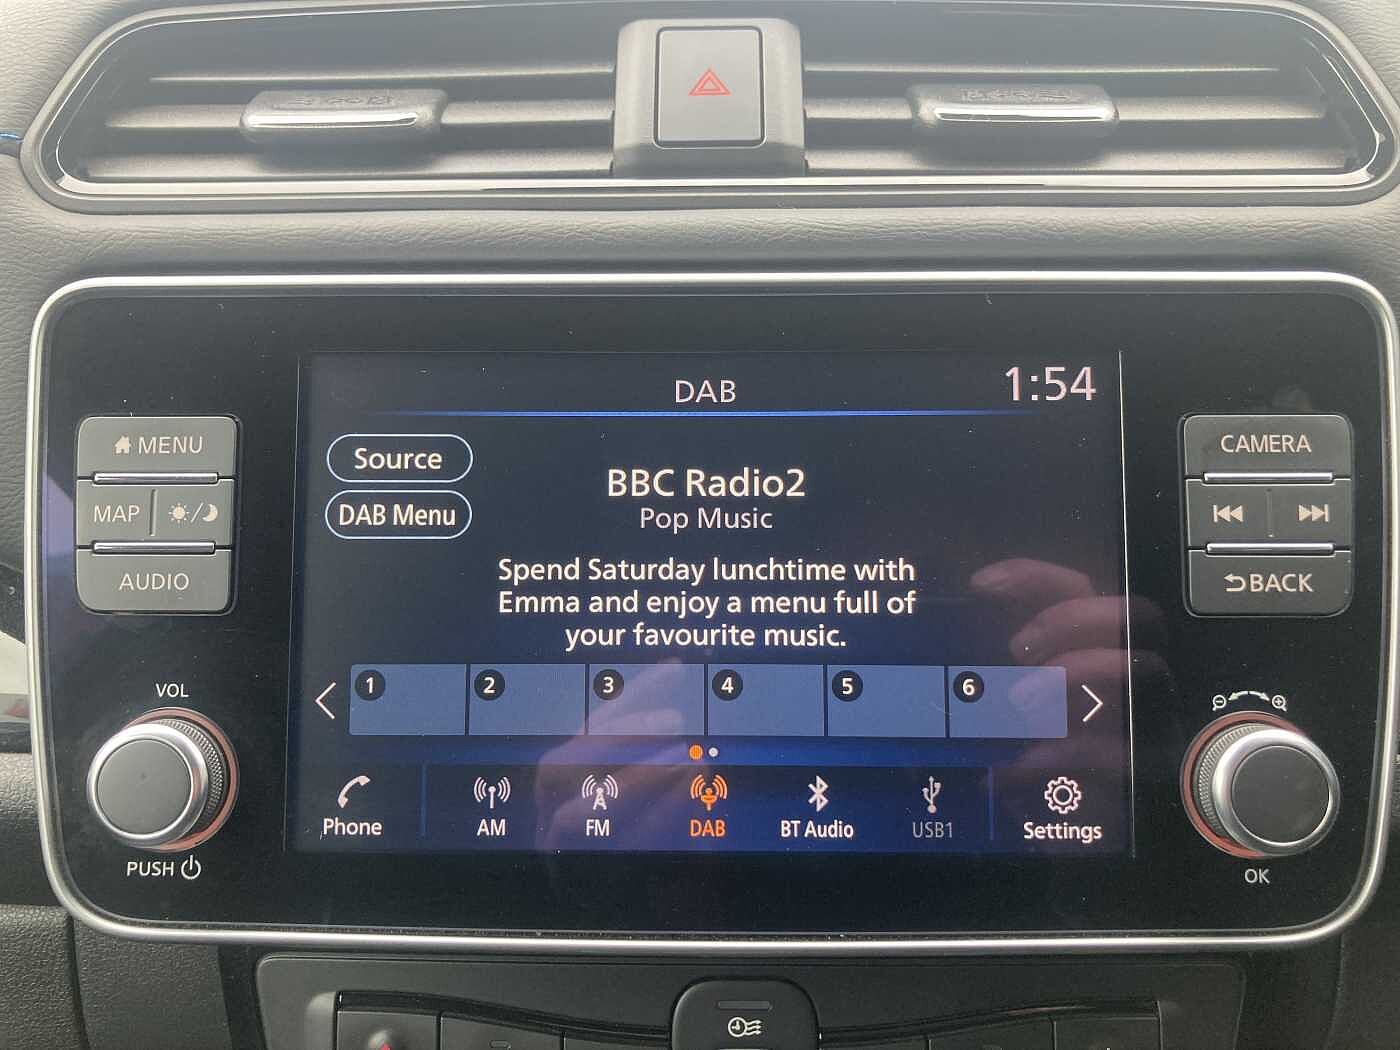 DAB
1:54
MENU
MAP
AUDIO
Source
DAB Menu
BBC Radio2
Pop Music
Spend Saturday lunchtime with
Emma and enjoy a menu full of
your favourite music.
1 2 3 4 5 6
Phone
AM
FM
DAB
BT Audio
USB1
Settings
CAMERA
BACK
VOL
PUSH
OK